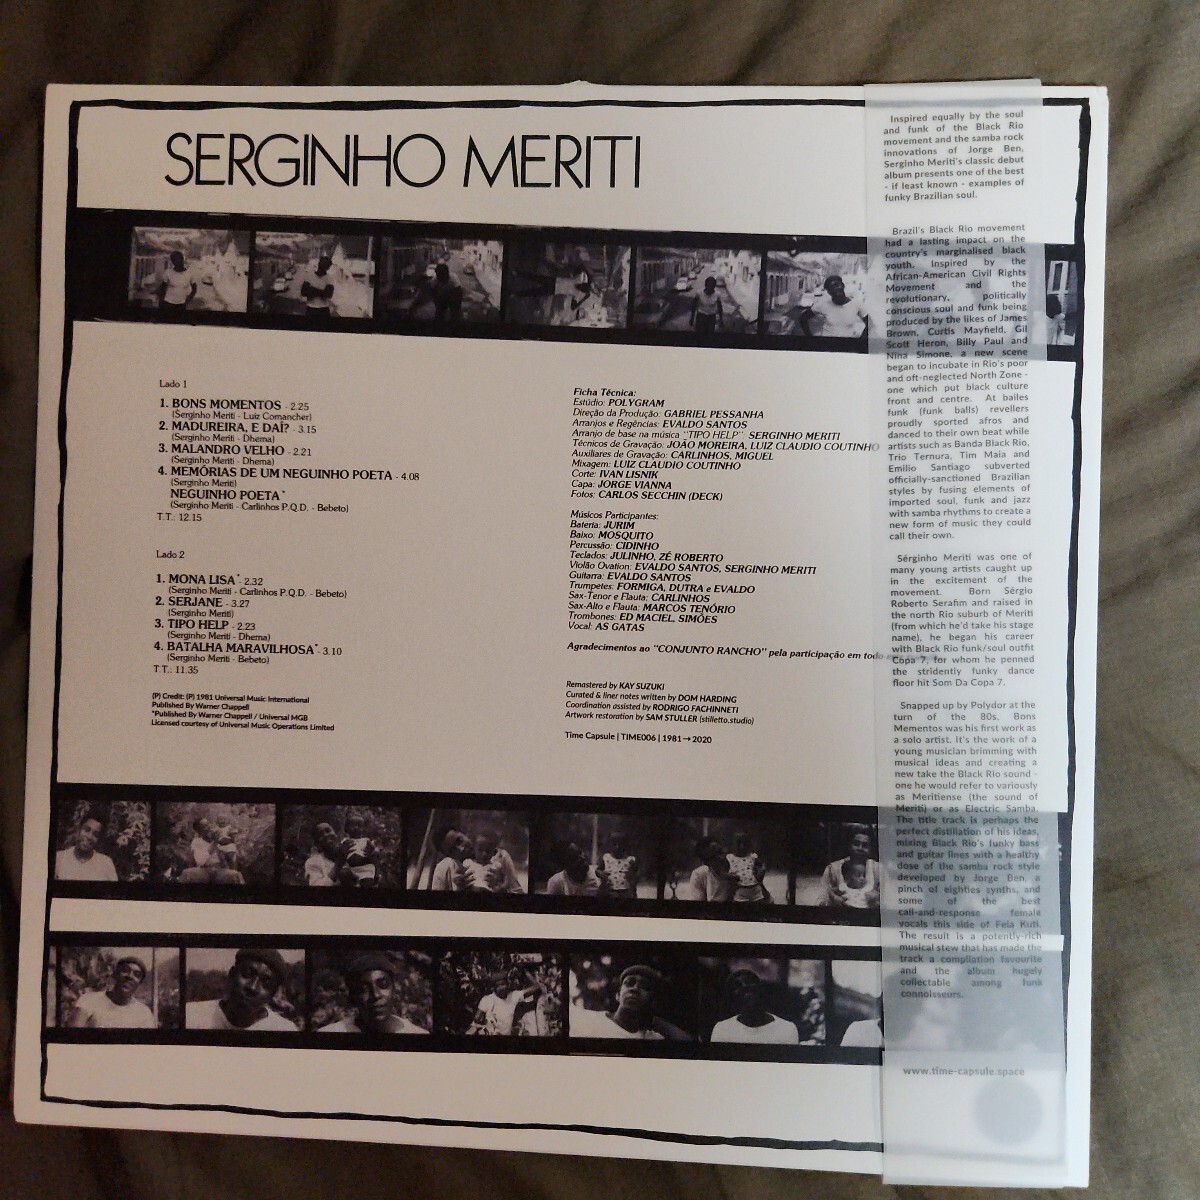 SERGINHO MERITI
Lado 1
1. BONS MOMENTOS - 2.25
(Serginho Meriti - Luiz Comancher)
2. MADUREIRA, E DAÍ? - 3.15
(Serginho Meriti - Dhema)
3. MALANDRO VELHO - 2.21
(Serginho Meriti - Dhema)
4. MEMÓRIAS DE UM NEGUINHO POETA - 4.08
(Serginho Meriti)
NEGUINHO POETA*
(Serginho Meriti - Carlinhos P.Q.D. - Bebeto)
T.T.: 12.15
Lado 2
1. MONA LISA* - 2.32
(Serginho Meriti - Carlinhos P.Q.D. - Bebeto)
2. SERJANE - 3.27
(Serginho Meriti)
3. TIPO HELP - 2.23
(Serginho Meriti - Dhema)
4. BATALHA MARAVILHOSA* - 3.10
(Serginho Meriti - Bebeto)
T.T.: 11.35
(P) Credit: (P) 1981 Universal Music International
Published By Warner Chappell
*Published By Warner Chappell / Universal MGB
Licensed courtesy of Universal Music Operations Limited
Ficha Técnica:
Estúdio: POLYGRAM
Direção da Produção: GABRIEL PESSANHA
Arranjos e Regências: EVALDO SANTOS
Arranjo de base na música "TIPO HELP": SERGINHO MERITI
Técnicos de Gravação: JOÃO MOREIRA, LUIZ CLAUDIO COUTINHO
Auxiliares de Gravação: CARLINHOS, MIGUEL
Mixagem: LUIZ CLAUDIO COUTINHO
Corte: IVAN LISNIK
Capa: JORGE VIANNA
Fotos: CARLOS SECCHIN (DECK)
Músicos Participantes:
Bateria: JURIM
Baixo: MOSQUITO
Percussão: CIDINHO
Teclados: JULINHO, ZÉ ROBERTO
Violão Ovation: EVALDO SANTOS, SERGINHO MERITI
Guitarra: EVALDO SANTOS
Trumpetes: FORMIGA, DUTRA e EVALDO
Sax-Tenor e Flauta: CARLINHOS
Sax-Alto e Flauta: MARCOS TENÓRIO
Trombones: ED MACIEL, SIMÕES
Vocal: AS GATAS
Agradecimentos ao "CONJUNTO RANCHO" pela participação em todo
Remastered by KAY SUZUKI
Curated & liner notes written by DOM HARDING
Coordination assisted by RODRIGO FACHINNETI
Artwork restoration by SAM STULLER (stilletto.studio)
Time Capsule | TIME006 | 1981→2020
Inspired equally by the soul
and funk of the Black Rio
movement and the samba rock
innovations of Jorge Ben,
Serginho Meriti's classic debut
album presents one of the best
- if least known - examples of
funky Brazilian soul.
Brazil's Black Rio movement
had a lasting impact on the
country's marginalised black
youth. Inspired by the
African-American Civil Rights
Movement and the
revolutionary, politically
conscious soul and funk being
produced by the likes of James
Brown, Curtis Mayfield, Gil
Scott Heron, Billy Paul and
Nina Simone, a new scene
began to incubate in Rio's poor
and oft-neglected North Zone -
one which put black culture
front and centre. At bailes
funk (funk balls) revellers
proudly sported afros and
danced to their own beat while
artists such as Banda Black Rio,
Trio Ternura, Tim Maia and
Emilio Santiago subverted
officially-sanctioned Brazilian
styles by fusing elements of
imported soul, funk and jazz
with samba rhythms to create a
new form of music they could
call their own.
Sérginho Meriti was one of
many young artists caught up
in the excitement of the
movement. Born Sérgio
Roberto Serafim and raised in
the north Rio suburb of Meriti
(from which he'd take his stage
name), he began his career
with Black Rio funk/soul outfit
Copa 7, for whom he penned
the stridently funky dance
floor hit Som Da Copa 7.
Snapped up by Polydor at the
turn of the 80s, Bons
Mementos was his first work as
a solo artist. It's the work of a
young musician brimming with
musical ideas and creating a
new take the Black Rio sound -
one he would refer to variously
as Meritiense (the sound of
Meriti) or as Electric Samba.
The title track is perhaps the
perfect distillation of his ideas,
mixing Black Rio's funky bass
and guitar lines with a healthy
dose of the samba rock style
developed by Jorge Ben, a
pinch of eighties synths, and
some of the best
call-and-response female
vocals this side of Fela Kuti.
The result is a potently-rich
musical stew that has made the
track a compilation favourite
and the album hugely
collectable among funk
connoisseurs.
www.time-capsule.space